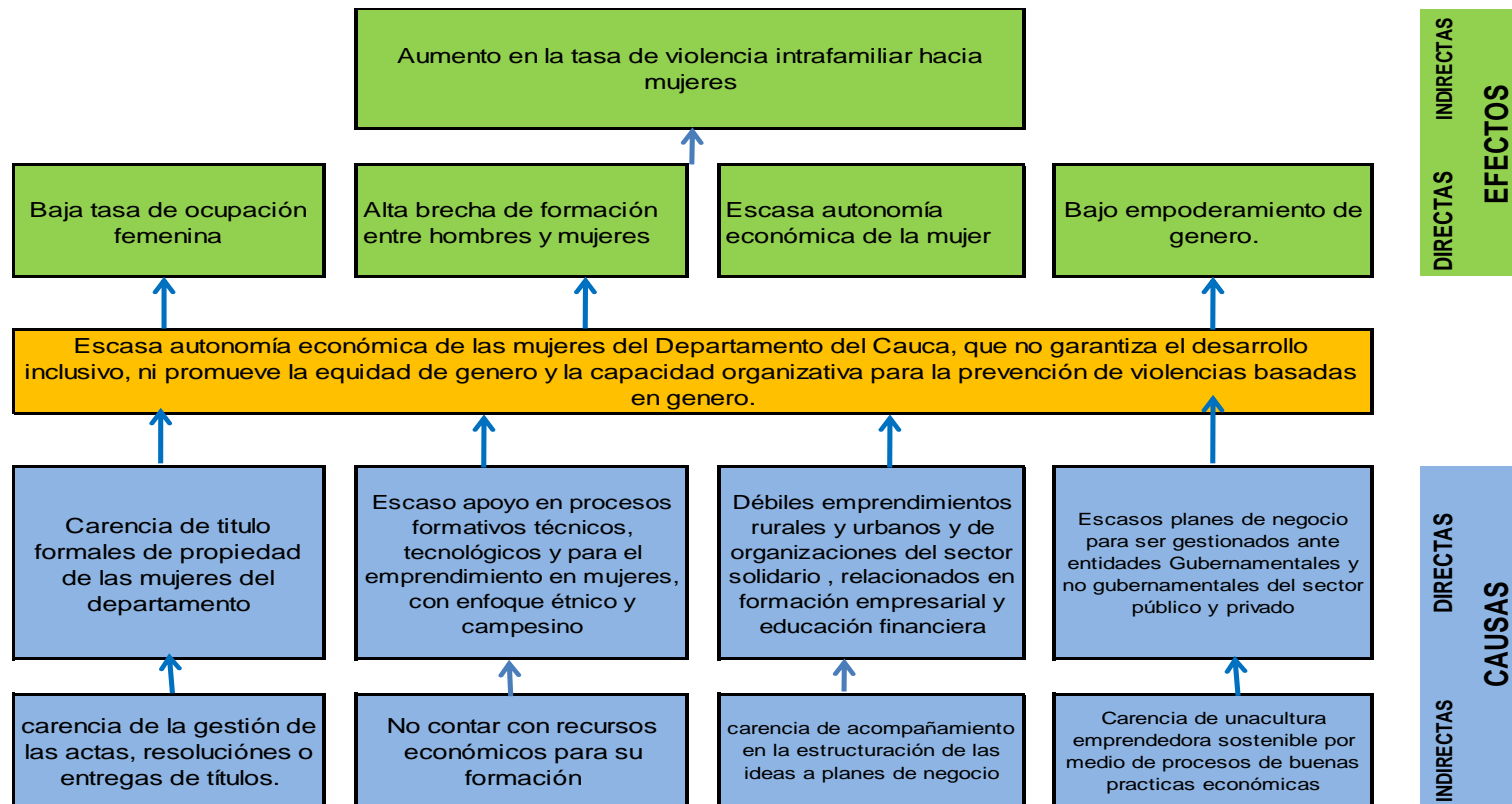 Aumento en la tasa de violencia intrafamiliar hacia
mujeres
INDIRECTAS
EFECTOS
Baja tasa de ocupación
femenina
Alta brecha de formación
entre hombres y mujeres
Escasa autonomía
económica de la mujer
Bajo empoderamiento de
genero.
DIRECTAS
Escasa autonomía económica de las mujeres del Departamento del Cauca, que no garantiza el desarrollo
inclusivo, ni promueve la equidad de genero y la capacidad organizativa para la prevención de violencias basadas
en genero.
Carencia de titulo
formales de propiedad
de las mujeres del
departamento
Escaso apoyo en procesos
formativos técnicos,
tecnológicos y para el
emprendimiento en mujeres,
con enfoque étnico y
campesino
Débiles emprendimientos
rurales y urbanos y de
organizaciones del sector
solidario , relacionados en
formación empresarial y
educación financiera
Escasos planes de negocio
para ser gestionados ante
entidades Gubernamentales y
no gubernamentales del sector
público y privado
DIRECTAS
CAUSAS
carencia de la gestión de
las actas, resoluciónes o
entregas de títulos.
No contar con recursos
económicos para su
formación
carencia de acompañamiento
en la estructuración de las
ideas a planes de negocio
Carencia de unacultura
emprendedora sostenible por
medio de procesos de buenas
practicas económicas
INDIRECTAS